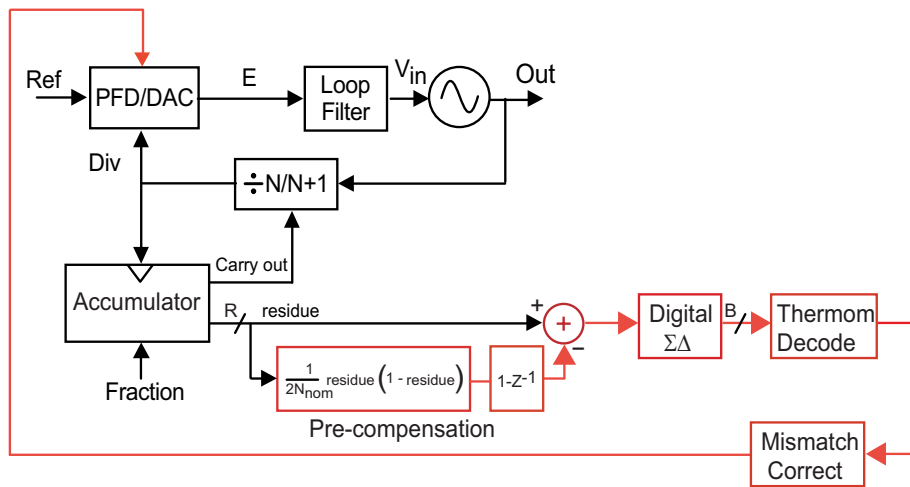 Ref
PFD/DAC
E
Loop
Filter
Vin
Out
Div
÷N/N+1
Carry out
Accumulator
R
residue
+
+
−
Digital
ΣΔ
B
Thermom
Decode
Fraction
1/2Nnom residue (1 - residue)
1-Z-1
Pre-compensation
Mismatch
Correct